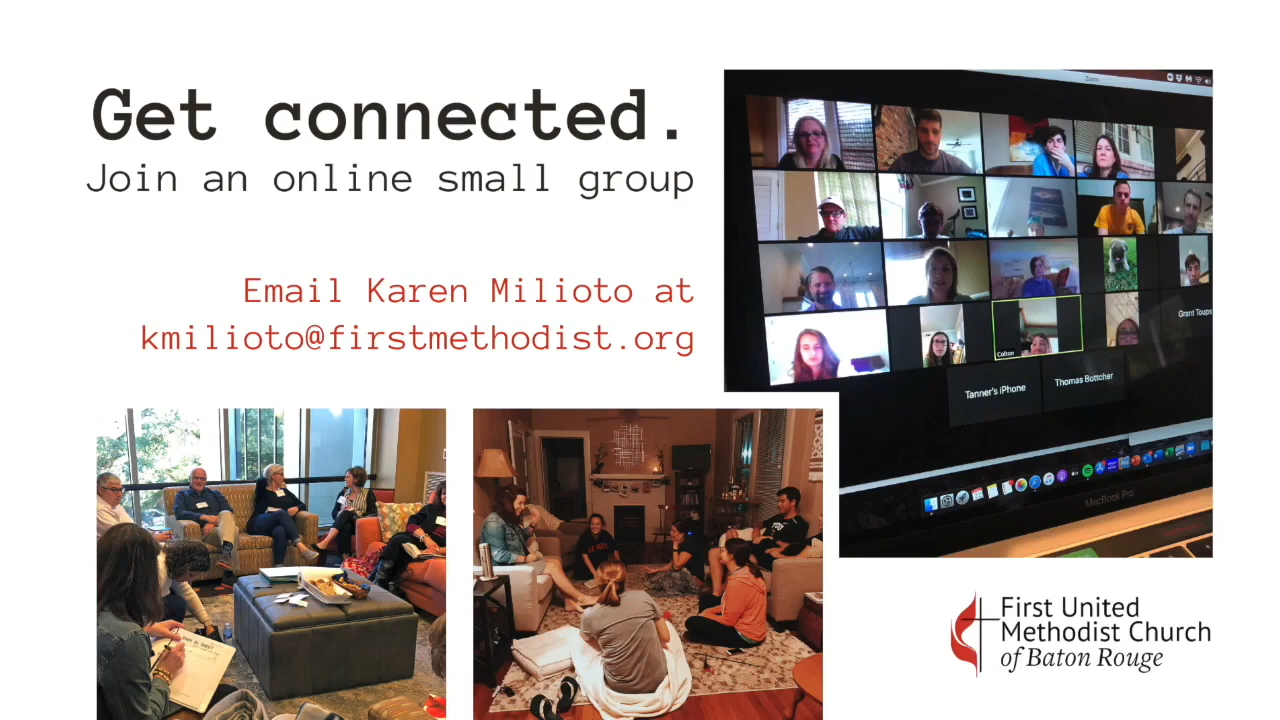 Get connected.
Join an online small group
Email Karen Milioto at
kmilioto@firstmethodist.org
Zoom
Grant Toups
Colton
Tanner's iPhone
Thomas Bottcher
MacBook Pro
First United
Methodist Church
of Baton Rouge